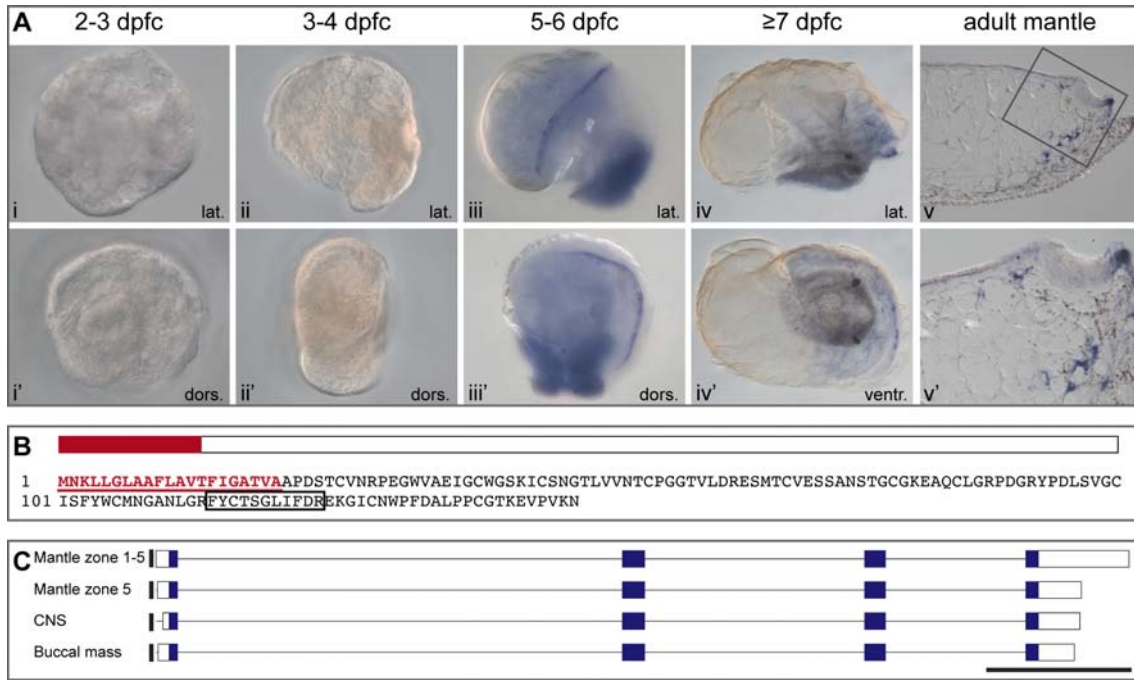 A 2-3 dpfc 3-4 dpfc 5-6 dpfc ≥7 dpfc adult mantle
i lat. ii lat. iii lat. iv lat. v
i' dors. ii' dors. iii' dors. iv' ventr. v'
B
1 MNKLLGLAAFLAVTFIGATVAAPDSTCVNRPEGWVAEIGCWGSKICSNGTLVVNTCPGGTVLDRESMTCVESSANSTGCGKEAQCLGRPDGRYPDLSVGC
101 ISFYWCMNGANLGRFYCTSGLIFDREKGICNWPFDALPPCGTKEVPVKN
C Mantle zone 1-5
Mantle zone 5
CNS
Buccal mass